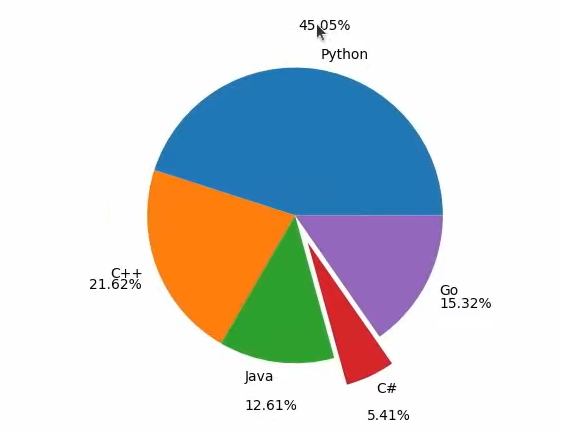 45.05%
Python
C++
21.62%
Go
15.32%
Java
12.61%
C#
5.41%